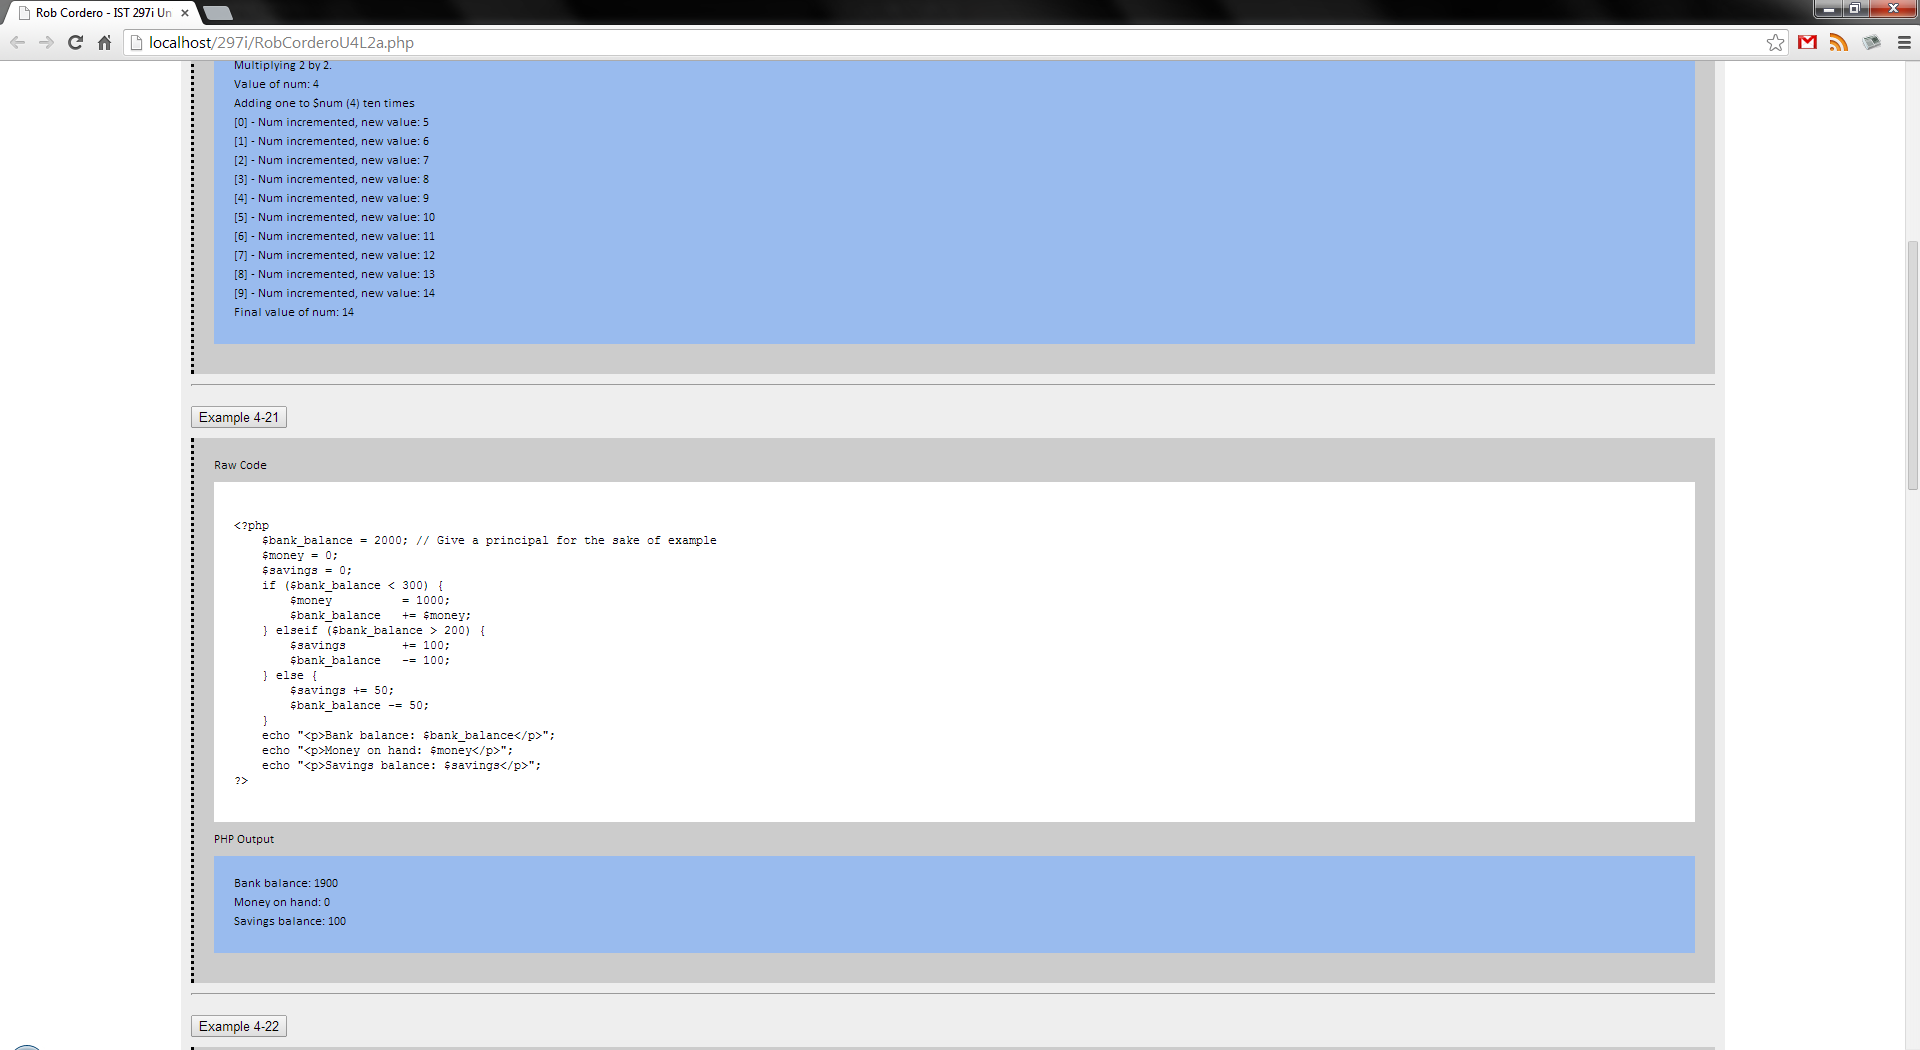 Rob Cordero - IST 297i Un
localhost/297i/RobCorderoU4L2a.php
Multiplying 2 by 2.
Value of num: 4
Adding one to $num (4) ten times
[0] - Num incremented, new value: 5
[1] - Num incremented, new value: 6
[2] - Num incremented, new value: 7
[3] - Num incremented, new value: 8
[4] - Num incremented, new value: 9
[5] - Num incremented, new value: 10
[6] - Num incremented, new value: 11
[7] - Num incremented, new value: 12
[8] - Num incremented, new value: 13
[9] - Num incremented, new value: 14
Final value of num: 14
Example 4-21
Raw Code
<?php
    $bank_balance = 2000; // Give a principal for the sake of example
    $money = 0;
    $savings = 0;
    if ($bank_balance < 300) {
        $money          = 1000;
        $bank_balance   += $money;
    } elseif ($bank_balance > 200) {
        $savings        += 100;
        $bank_balance   -= 100;
    } else {
        $savings += 50;
        $bank_balance -= 50;
    }
    echo "<p>Bank balance: $bank_balance</p>";
    echo "<p>Money on hand: $money</p>";
    echo "<p>Savings balance: $savings</p>";
?>
PHP Output
Bank balance: 1900
Money on hand: 0
Savings balance: 100
Example 4-22